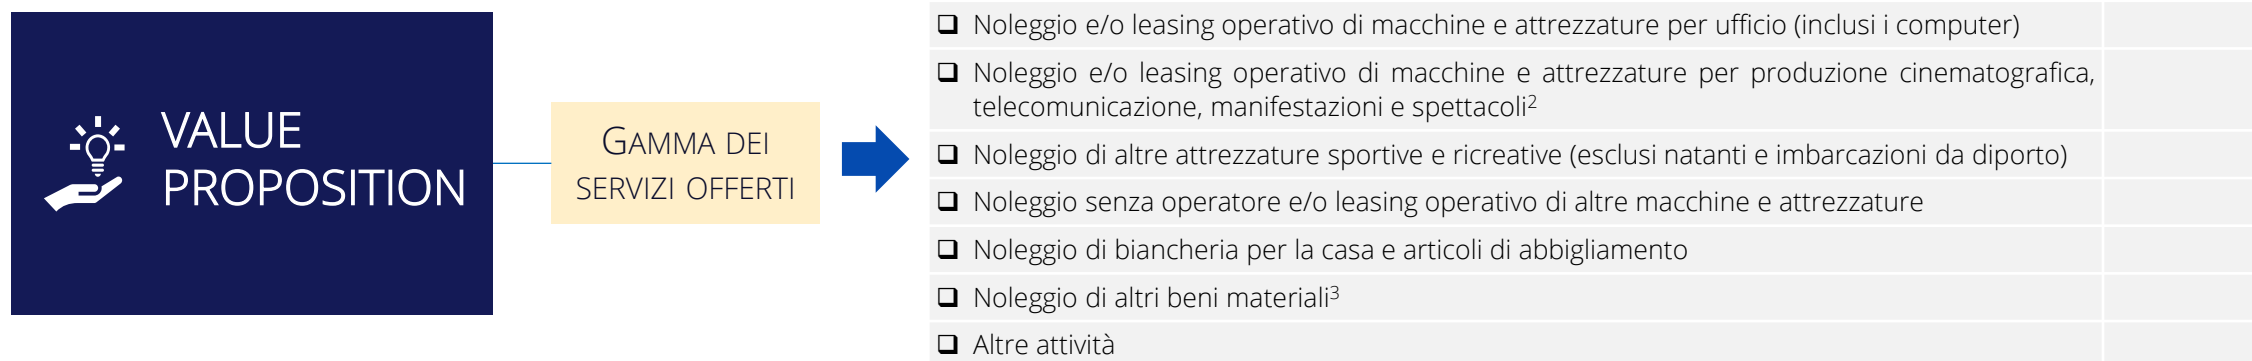 VALUE
PROPOSITION
GAMMA DEI
SERVIZI OFFERTI
❑ Noleggio e/o leasing operativo di macchine e attrezzature per ufficio (inclusi i computer)
❑ Noleggio e/o leasing operativo di macchine e attrezzature per produzione cinematografica,
telecomunicazione, manifestazioni e spettacoli²
❑ Noleggio di altre attrezzature sportive e ricreative (esclusi natanti e imbarcazioni da diporto)
❑ Noleggio senza operatore e/o leasing operativo di altre macchine e attrezzature
❑ Noleggio di biancheria per la casa e articoli di abbigliamento
❑ Noleggio di altri beni materiali³
❑ Altre attività